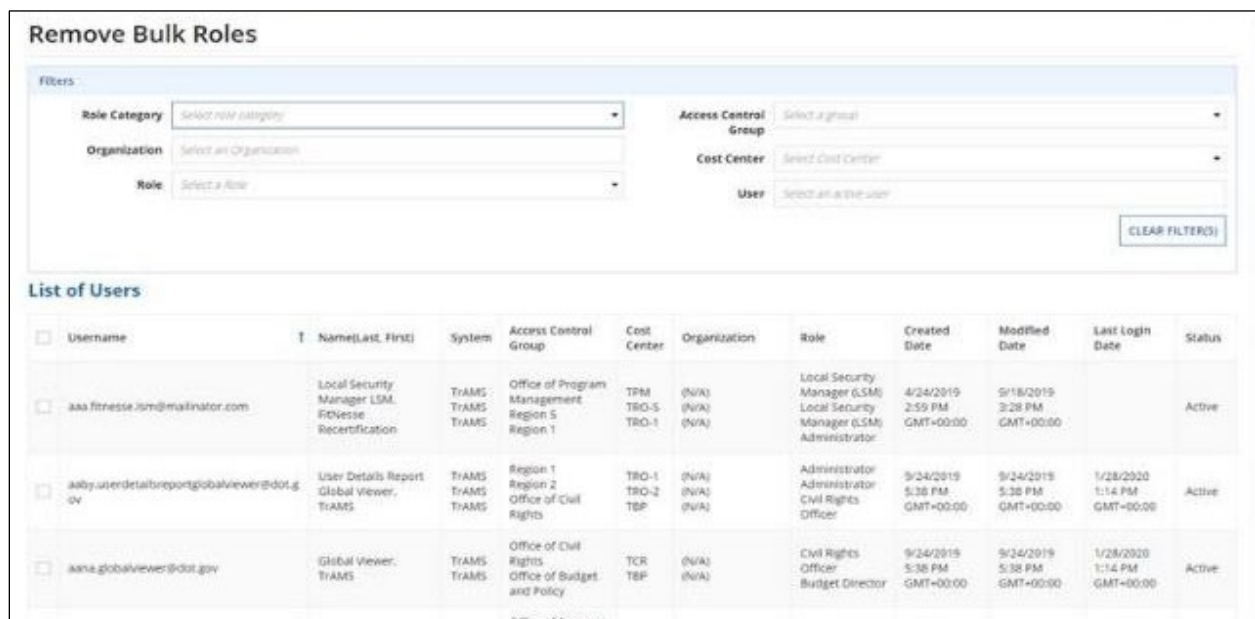 Remove Bulk Roles
Filters
Role Category Select role category
Access Control Group Select a group
Organization Select an Organization
Cost Center Select Cost Center
Role Select a Role
User Select an active user
CLEAR FILTER(S)
List of Users
Username ↑ Name(Last, First) System Access Control Group Cost Center Organization Role Created Date Modified Date Last Login Date Status
aaa.fitnesse.lsm@mailinator.com
Local Security
Manager LSM,
FitNesse
Recertification
TrAMS
TrAMS
TrAMS
Office of Program
Management
Region 5
Region 1
TPM
TRO-5
TRO-1
(N/A)
(N/A)
(N/A)
Local Security
Manager (LSM)
Local Security
Manager (LSM)
Administrator
4/24/2019
2:59 PM
GMT+00:00
9/18/2019
3:28 PM
GMT+00:00
Active
aaby.userdetailsreportglobalviewer@dot.g
ov
User Details Report
Global Viewer,
TrAMS
TrAMS
TrAMS
TrAMS
Region 1
Region 2
Office of Civil
Rights
TRO-1
TRO-2
TBP
(N/A)
(N/A)
(N/A)
Administrator
Administrator
Civil Rights
Officer
9/24/2019
5:38 PM
GMT+00:00
9/24/2019
5:38 PM
GMT+00:00
1/28/2020
1:14 PM
GMT+00:00
Active
aana.globalviewer@dot.gov
Global Viewer,
TrAMS
TrAMS
TrAMS
Office of Civil
Rights
Office of Budget
and Policy
TCR
TBP
(N/A)
(N/A)
Civil Rights
Officer
Budget Director
9/24/2019
5:38 PM
GMT+00:00
9/24/2019
5:38 PM
GMT+00:00
1/28/2020
1:14 PM
GMT+00:00
Active